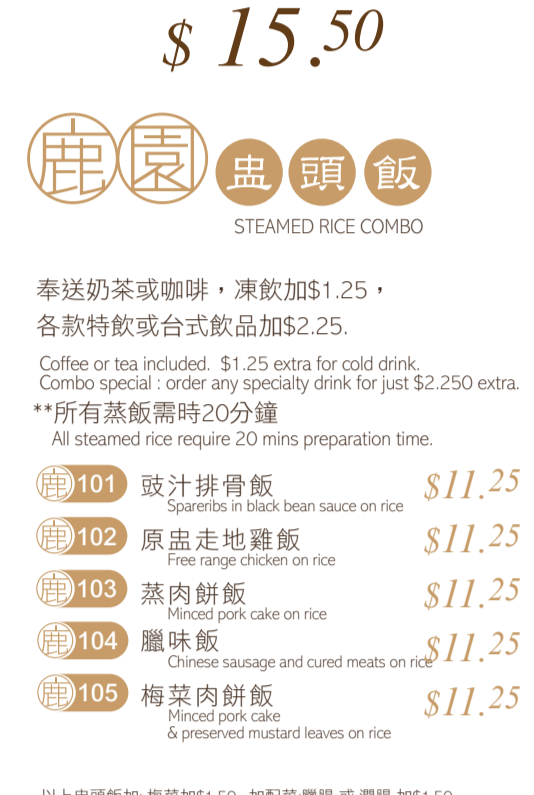 $ 15.50
鹿園盅頭飯
STEAMED RICE COMBO
奉送奶茶或咖啡，凍飲加$1.25，
各款特飲或台式飲品加$2.25.
Coffee or tea included. $1.25 extra for cold drink.
Combo special : order any specialty drink for just $2.250 extra.
**所有蒸飯需時20分鐘
All steamed rice require 20 mins preparation time.
鹿101 豉汁排骨飯 $11.25
Spareribs in black bean sauce on rice
鹿102 原盅走地雞飯 $11.25
Free range chicken on rice
鹿103 蒸肉餅飯 $11.25
Minced pork cake on rice
鹿104 臘味飯 $11.25
Chinese sausage and cured meats on rice
鹿105 梅菜肉餅飯 $11.25
Minced pork cake
& preserved mustard leaves on rice